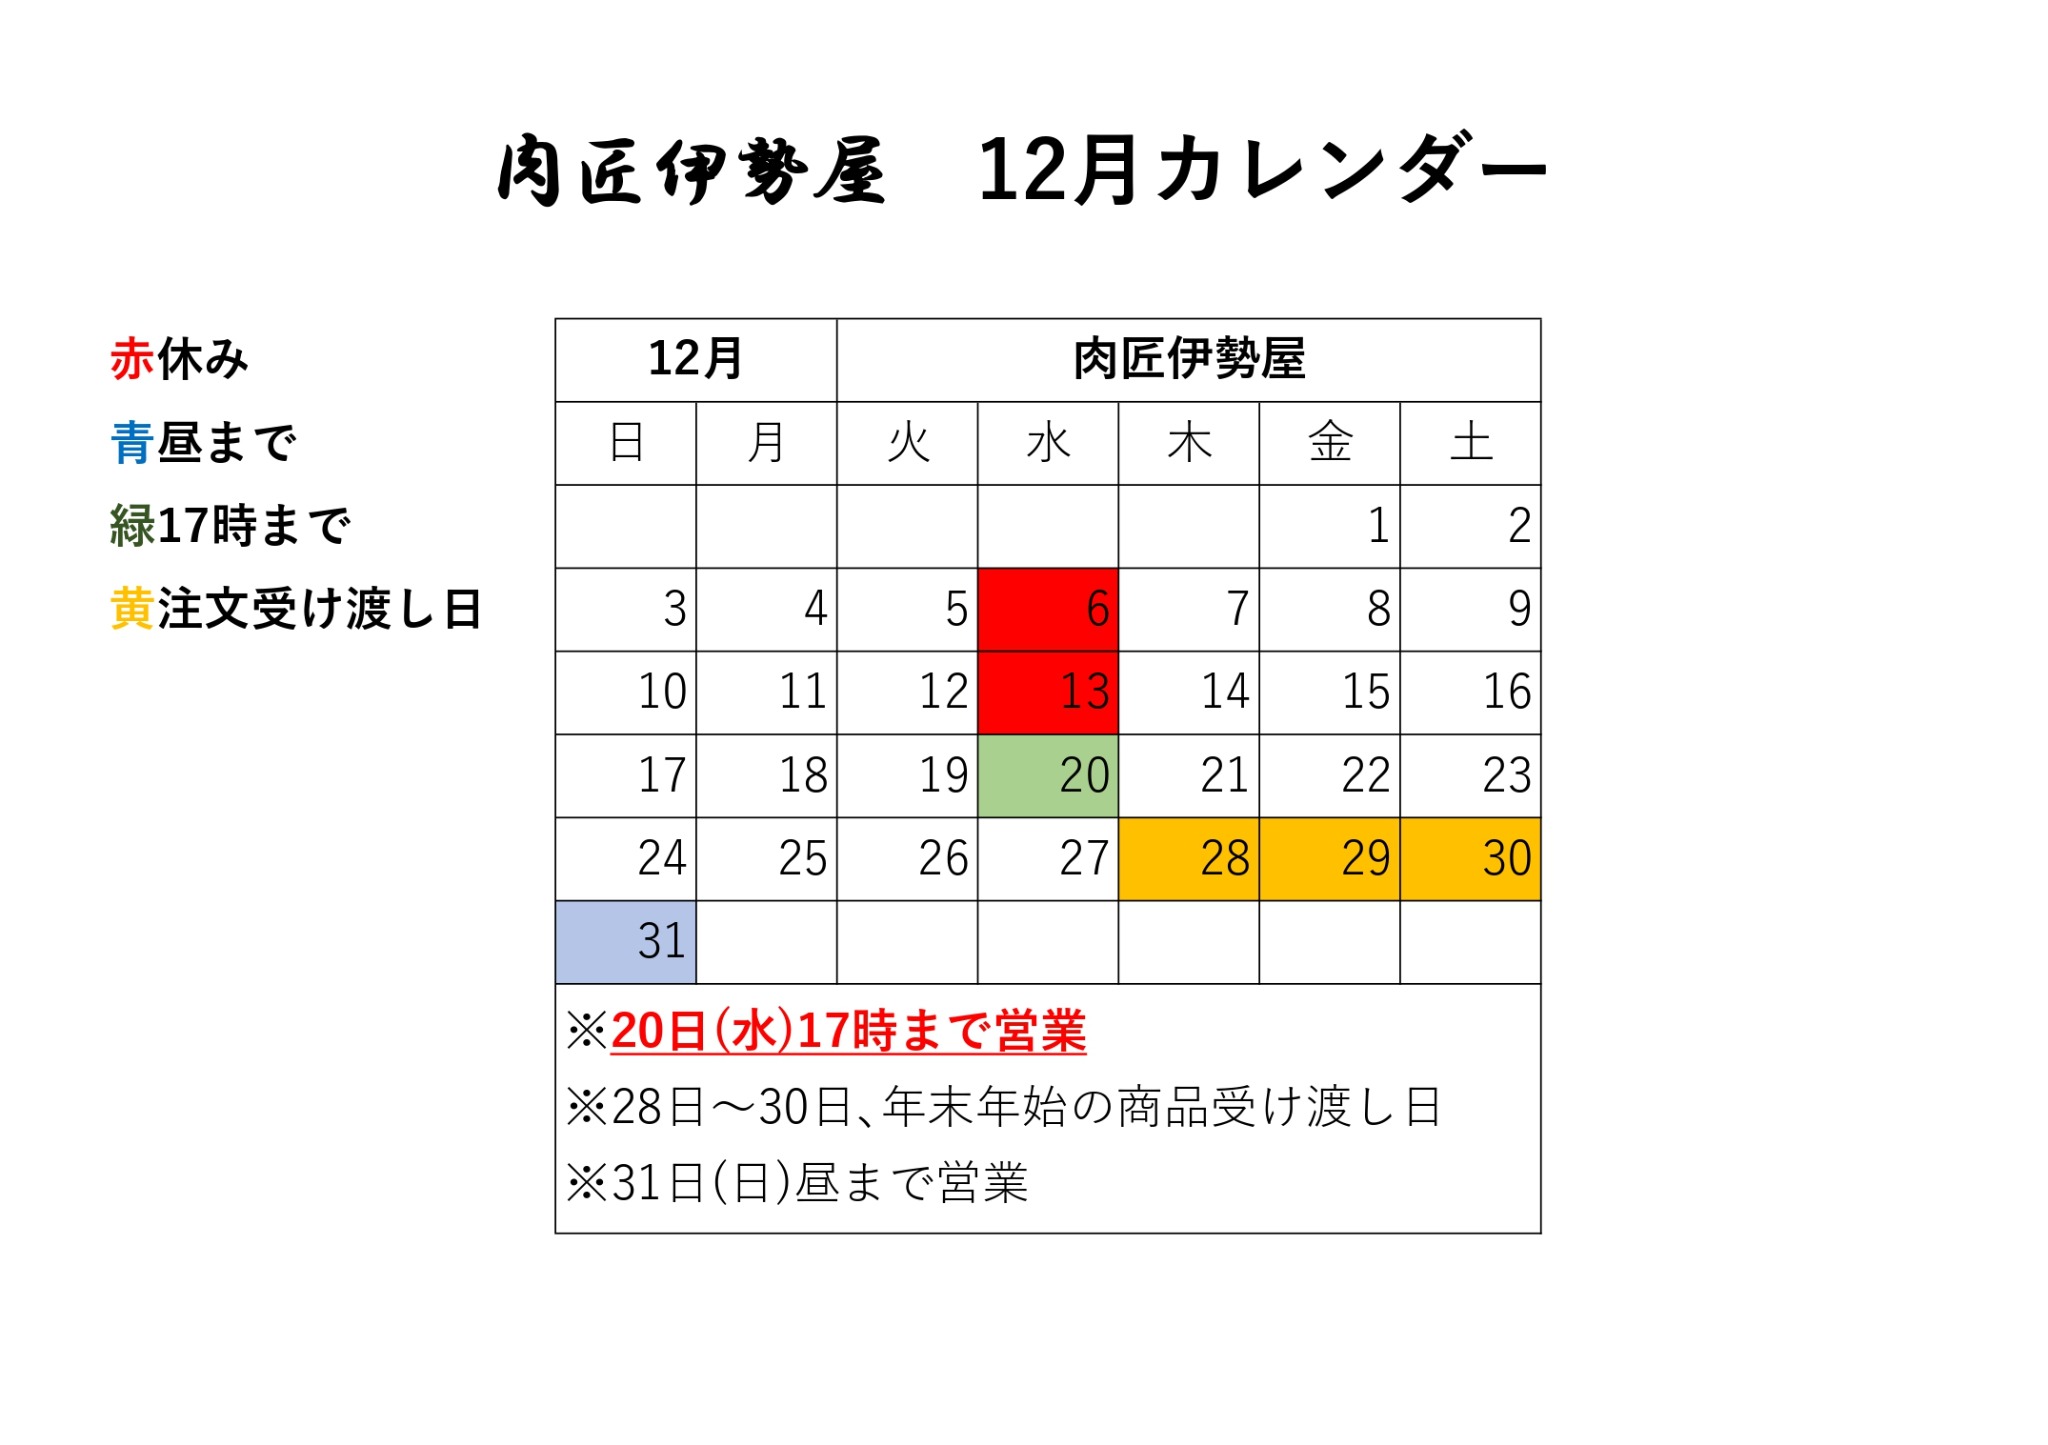 肉匠伊勢屋　12月カレンダー
赤休み
青昼まで
緑17時まで
黄注文受け渡し日
12月 肉匠伊勢屋
日 月 火 水 木 金 土
1 2
3 4 5 6 7 8 9
10 11 12 13 14 15 16
17 18 19 20 21 22 23
24 25 26 27 28 29 30
31
※20日(水)17時まで営業
※28日～30日、年末年始の商品受け渡し日
※31日(日)昼まで営業